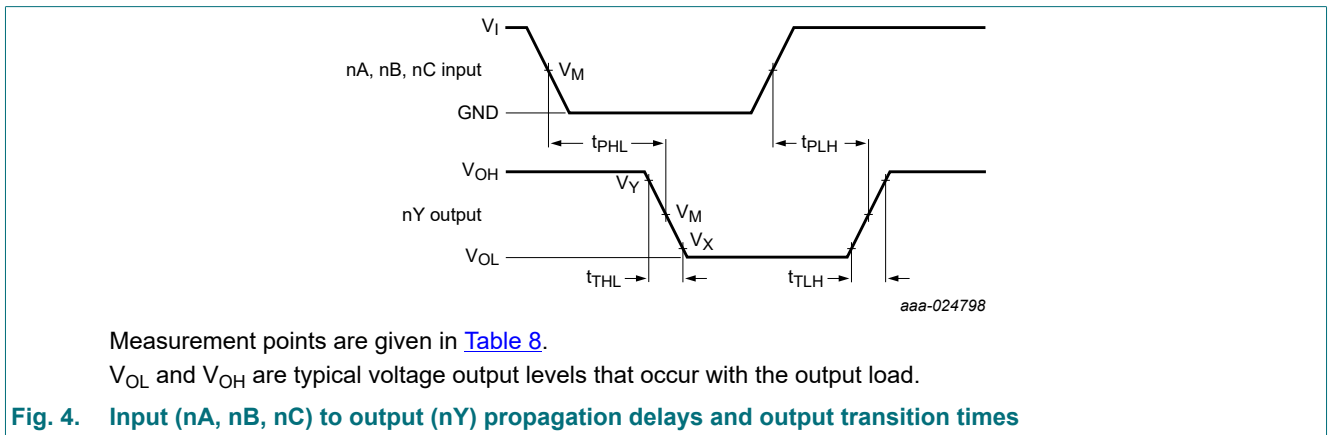 VI
nA, nB, nC input
VM
GND
tPHL
tPLH
VOH
VY
nY output
VM
VX
VOL
tTHL
tTLH
aaa-024798
Measurement points are given in Table 8.
VOL and VOH are typical voltage output levels that occur with the output load.
Fig. 4. Input (nA, nB, nC) to output (nY) propagation delays and output transition times